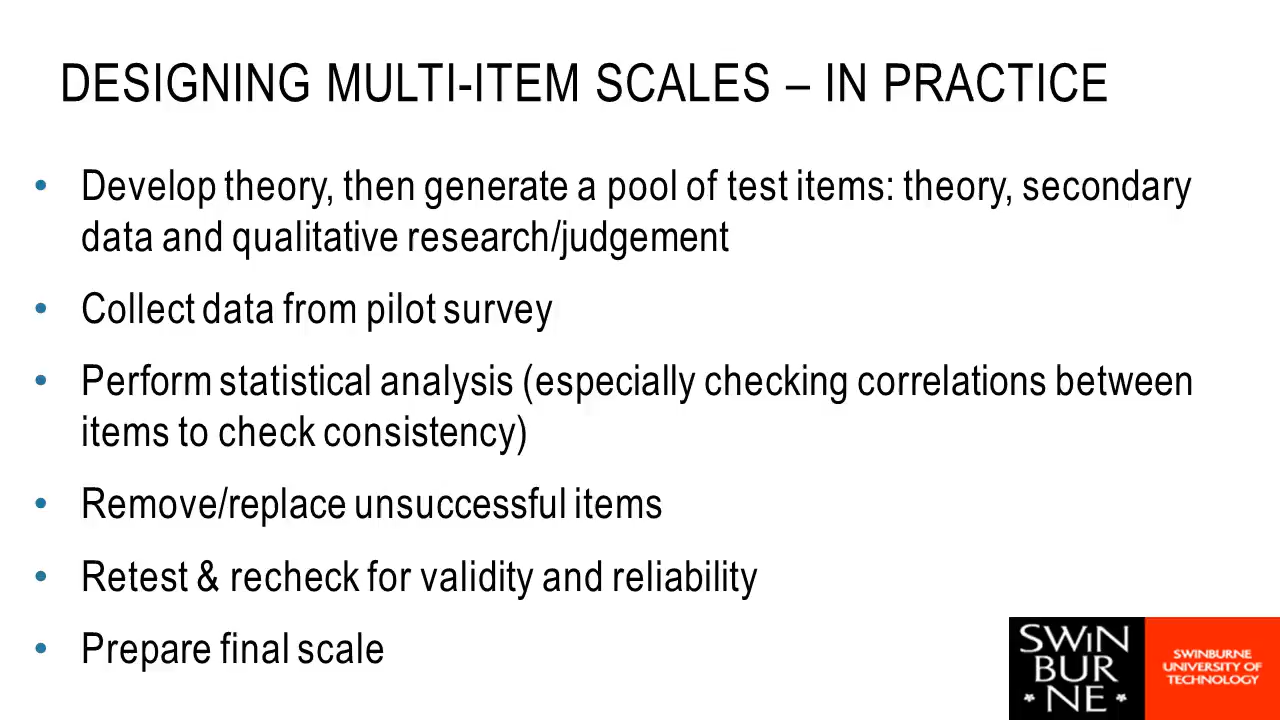 DESIGNING MULTI-ITEM SCALES – IN PRACTICE
• Develop theory, then generate a pool of test items: theory, secondary
data and qualitative research/judgement
• Collect data from pilot survey
• Perform statistical analysis (especially checking correlations between
items to check consistency)
• Remove/replace unsuccessful items
• Retest & recheck for validity and reliability
• Prepare final scale
SWIN
BUR
* NE *
SWINBURNE
UNIVERSITY OF
TECHNOLOGY